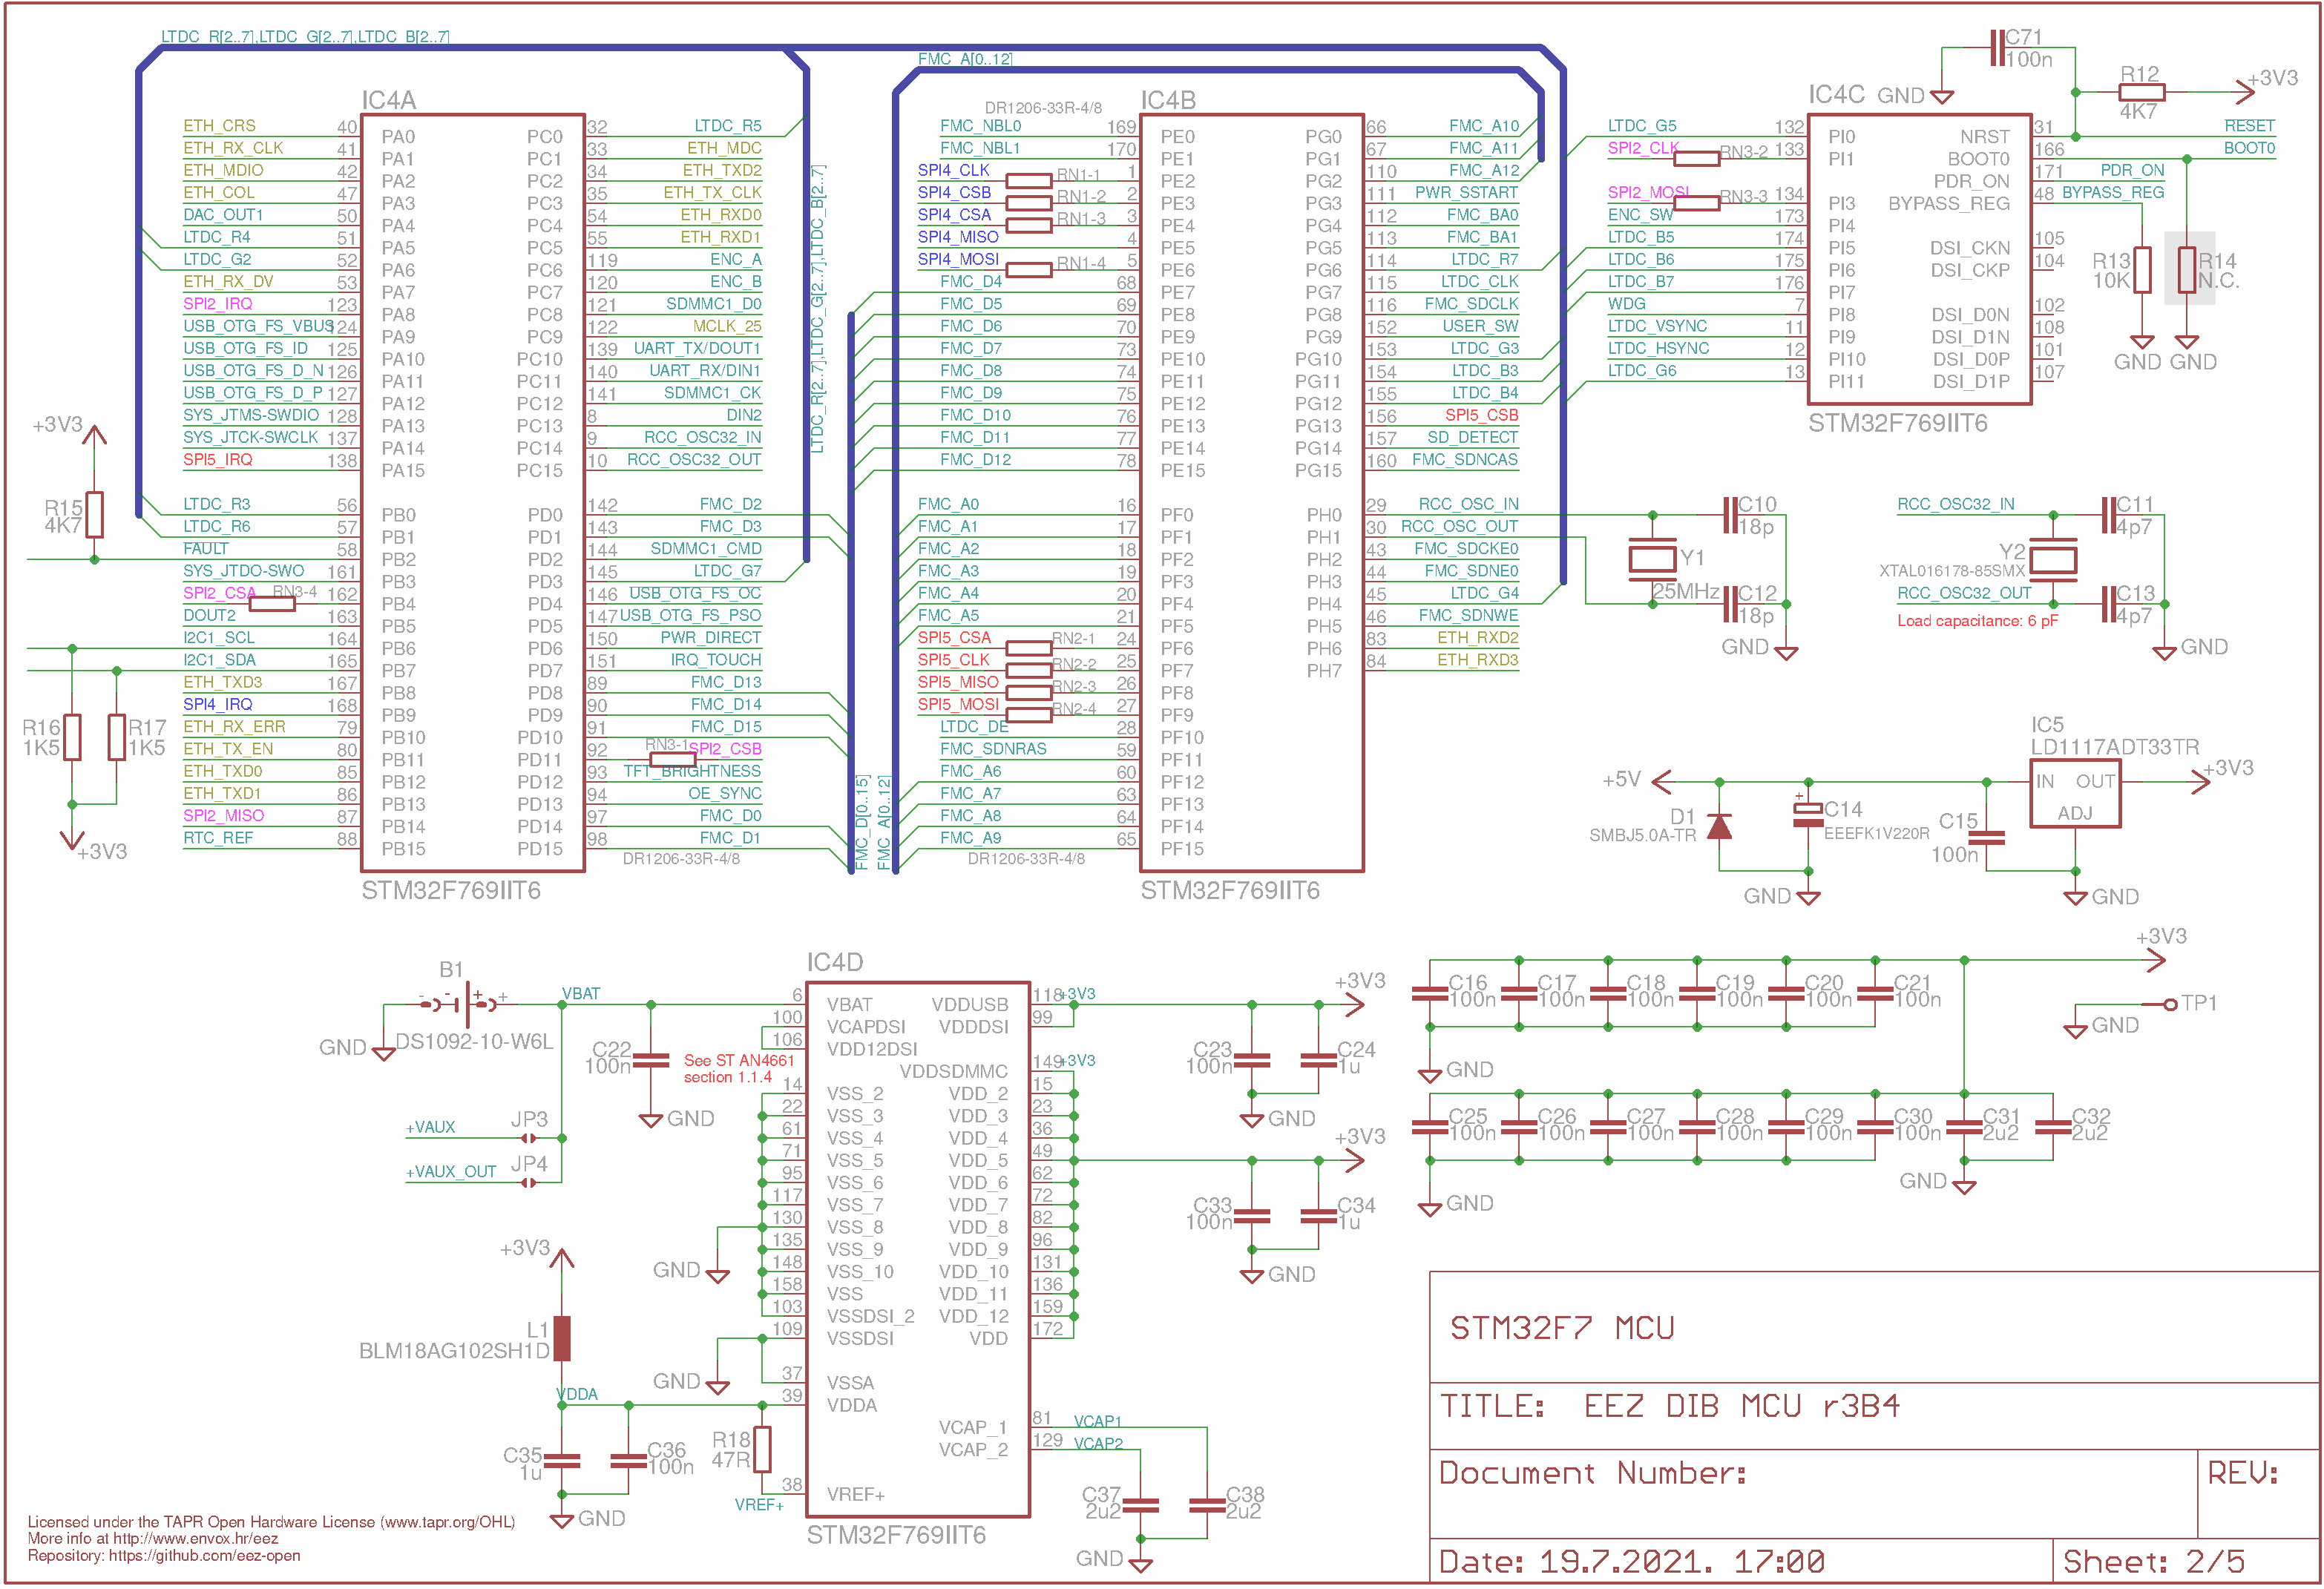 LTDC_R[2..7],LTDC_G[2..7],LTDC_B[2..7]
FMC_A[0..12]
IC4A
ETH_CRS 40 PA0 PC0 32 LTDC_R5
ETH_RX_CLK 41 PA1 PC1 33 ETH_MDC
ETH_MDIO 42 PA2 PC2 34 ETH_TXD2
ETH_COL 47 PA3 PC3 35 ETH_TX_CLK
DAC_OUT1 50 PA4 PC4 54 ETH_RXD0
LTDC_R4 51 PA5 PC5 55 ETH_RXD1
LTDC_G2 52 PA6 PC6 119 ENC_A
ETH_RX_DV 53 PA7 PC7 120 ENC_B
SPI2_IRQ 123 PA8 PC8 121 SDMMC1_D0
USB_OTG_FS_VBUS 124 PA9 PC9 122 MCLK_25
USB_OTG_FS_ID 125 PA10 PC10 139 UART_TX/DOUT1
USB_OTG_FS_D_N 126 PA11 PC11 140 UART_RX/DIN1
USB_OTG_FS_D_P 127 PA12 PC12 141 SDMMC1_CK
SYS_JTMS-SWDIO 128 PA13 PC13 8 DIN2
SYS_JTCK-SWCLK 137 PA14 PC14 9 RCC_OSC32_IN
SPI5_IRQ 138 PA15 PC15 10 RCC_OSC32_OUT
LTDC_R3 56 PB0 PD0 142 FMC_D2
LTDC_R6 57 PB1 PD1 143 FMC_D3
FAULT 58 PB2 PD2 144 SDMMC1_CMD
SYS_JTDO-SWO 161 PB3 PD3 145 LTDC_G7
SPI2_CSA RN3-4 162 PB4 PD4 146 USB_OTG_FS_OC
DOUT2 163 PB5 PD5 147 USB_OTG_FS_PSO
I2C1_SCL 164 PB6 PD6 150 PWR_DIRECT
I2C1_SDA 165 PB7 PD7 151 IRQ_TOUCH
ETH_TXD3 167 PB8 PD8 89 FMC_D13
SPI4_IRQ 168 PB9 PD9 90 FMC_D14
ETH_RX_ERR 79 PB10 PD10 91 FMC_D15
ETH_TX_EN 80 PB11 PD11 92 RN3-1 SPI2_CSB
ETH_TXD0 85 PB12 PD12 93 TFT_BRIGHTNESS
ETH_TXD1 86 PB13 PD13 94 OE_SYNC
SPI2_MISO 87 PB14 PD14 97 FMC_D0
RTC_REF 88 PB15 PD15 98 FMC_D1
DR1206-33R-4/8
STM32F769IIT6
+3V3
R15
4K7
R16
1K5
R17
1K5
+3V3
LTDC_R[2..7],LTDC_G[2..7],LTDC_B[2..7]
FMC_D[0..15]
FMC_A[0..12]
DR1206-33R-4/8
IC4B
FMC_NBL0 169 PE0 PG0 66 FMC_A10
FMC_NBL1 170 PE1 PG1 67 FMC_A11
SPI4_CLK RN1-1 1 PE2 PG2 110 FMC_A12
SPI4_CSB RN1-2 2 PE3 PG3 111 PWR_SSTART
SPI4_CSA RN1-3 3 PE4 PG4 112 FMC_BA0
SPI4_MISO 4 PE5 PG5 113 FMC_BA1
SPI4_MOSI RN1-4 5 PE6 PG6 114 LTDC_R7
FMC_D4 68 PE7 PG7 115 LTDC_CLK
FMC_D5 69 PE8 PG8 116 FMC_SDCLK
FMC_D6 70 PE9 PG9 152 USER_SW
FMC_D7 73 PE10 PG10 153 LTDC_G3
FMC_D8 74 PE11 PG11 154 LTDC_B3
FMC_D9 75 PE12 PG12 155 LTDC_B4
FMC_D10 76 PE13 PG13 156 SPI5_CSB
FMC_D11 77 PE14 PG14 157 SD_DETECT
FMC_D12 78 PE15 PG15 160 FMC_SDNCAS
FMC_A0 16 PF0 PH0 29 RCC_OSC_IN
FMC_A1 17 PF1 PH1 30 RCC_OSC_OUT
FMC_A2 18 PF2 PH2 43 FMC_SDCKE0
FMC_A3 19 PF3 PH3 44 FMC_SDNE0
FMC_A4 20 PF4 PH4 45 LTDC_G4
FMC_A5 21 PF5 PH5 46 FMC_SDNWE
SPI5_CSA RN2-1 24 PF6 PH6 83 ETH_RXD2
SPI5_CLK RN2-2 25 PF7 PH7 84 ETH_RXD3
SPI5_MISO RN2-3 26 PF8
SPI5_MOSI RN2-4 27 PF9
LTDC_DE 28 PF10
FMC_SDNRAS 59 PF11
FMC_A6 60 PF12
FMC_A7 63 PF13
FMC_A8 64 PF14
FMC_A9 65 PF15
DR1206-33R-4/8
STM32F769IIT6
C71
100n
R12
4K7
+3V3
IC4C GND
LTDC_G5 132 PI0 NRST 31 RESET
SPI2_CLK RN3-2 133 PI1 BOOT0 166 BOOT0
PDR_ON 171 PDR_ON
SPI2_MOSI RN3-3 134 PI3 BYPASS_REG 48 BYPASS_REG
ENC_SW 173 PI4
LTDC_B5 174 PI5 DSI_CKN 105
LTDC_B6 175 PI6 DSI_CKP 104
LTDC_B7 176 PI7
WDG 7 PI8 DSI_D0N 102
LTDC_VSYNC 11 PI9 DSI_D1N 108
LTDC_HSYNC 12 PI10 DSI_D0P 101
LTDC_G6 13 PI11 DSI_D1P 107
STM32F769IIT6
R13
10K
R14
N.C.
GND GND
C10
18p
Y1
25MHz
C12
18p
GND
RCC_OSC32_IN
C11
4p7
Y2
XTAL016178-85SMX
RCC_OSC32_OUT
C13
4p7
Load capacitance: 6 pF
GND
IC5
LD1117ADT33TR
+5V
IN OUT
ADJ
+3V3
D1
SMBJ5.0A-TR
+
C14
EEEFK1V220R
C15
100n
GND
GND
B1
- - + +
DS1092-10-W6L
GND
VBAT
C22
100n
See ST AN4661
section 1.1.4
GND
+VAUX
JP3
+VAUX_OUT
JP4
IC4D
6 VBAT VDDUSB 118 +3V3
100 VCAPDSI VDDDSI 99
106 VDD12DSI
VDDSDMMC 149 +3V3
14 VSS_2 VDD_2 15
22 VSS_3 VDD_3 23
61 VSS_4 VDD_4 36
71 VSS_5 VDD_5 49
95 VSS_6 VDD_6 62
117 VSS_7 VDD_7 72
130 VSS_8 VDD_8 82
135 VSS_9 VDD_9 96
148 VSS_10 VDD_10 131
158 VSS VDD_11 136
103 VSSDSI_2 VDD_12 159
109 VSSDSI VDD 172
37 VSSA
39 VDDA
VCAP_1 81 VCAP1
VCAP_2 129 VCAP2
38 VREF+
STM32F769IIT6
GND
GND
+3V3
L1
BLM18AG102SH1D
VDDA
C35
1u
C36
100n
R18
47R
VREF+
GND
C37
2u2
C38
2u2
GND
+3V3
C23
100n
C24
1u
GND
+3V3
C33
100n
C34
1u
GND
+3V3
C16 C17 C18 C19 C20 C21
100n 100n 100n 100n 100n 100n
GND
TP1
GND
C25 C26 C27 C28 C29 C30 C31 C32
100n 100n 100n 100n 100n 100n 2u2 2u2
GND
GND
STM32F7 MCU
TITLE: EEZ DIB MCU r3B4
Document Number:
REV:
Date: 19.7.2021. 17:00
Sheet: 2/5
Licensed under the TAPR Open Hardware License (www.tapr.org/OHL)
More info at http://www.envox.hr/eez
Repository: https://github.com/eez-open